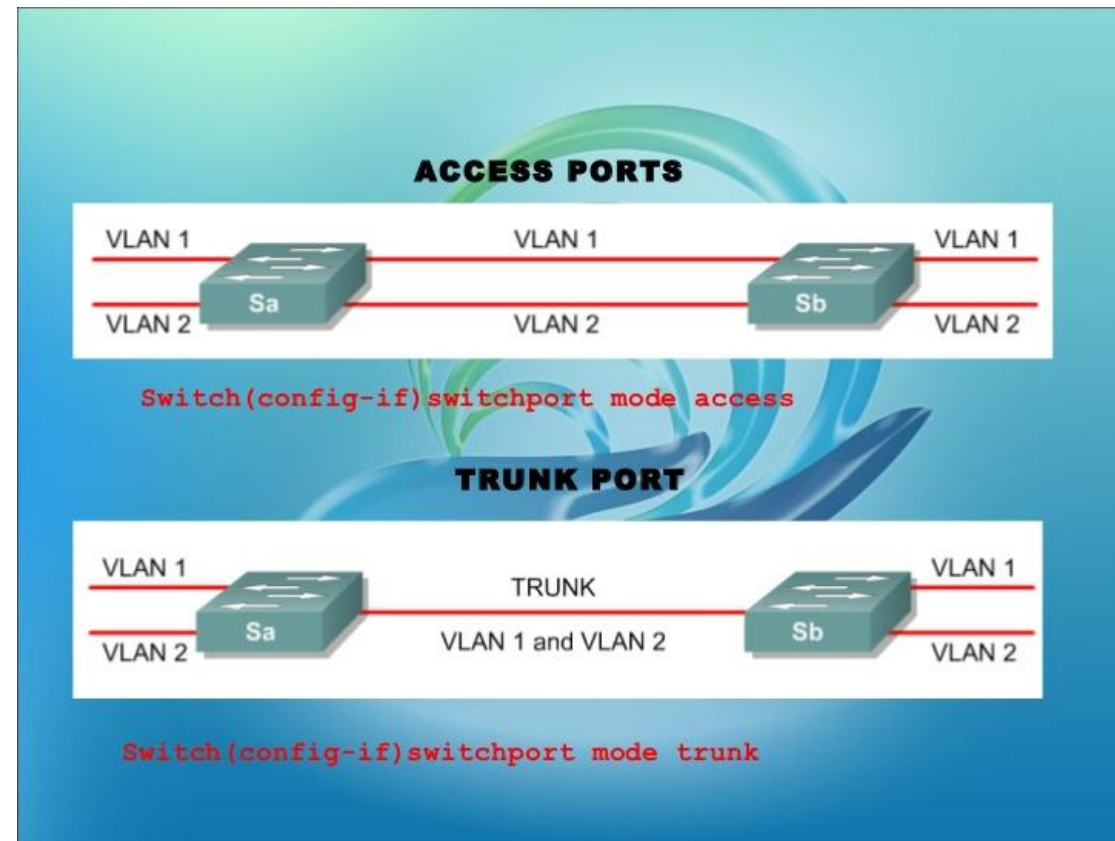 ACCESS PORTS
VLAN 1 VLAN 1 VLAN 1
Sa Sb
VLAN 2 VLAN 2 VLAN 2
Switch(config-if)switchport mode access
TRUNK PORT
VLAN 1 TRUNK VLAN 1
Sa Sb
VLAN 2 VLAN 1 and VLAN 2 VLAN 2
Switch(config-if)switchport mode trunk